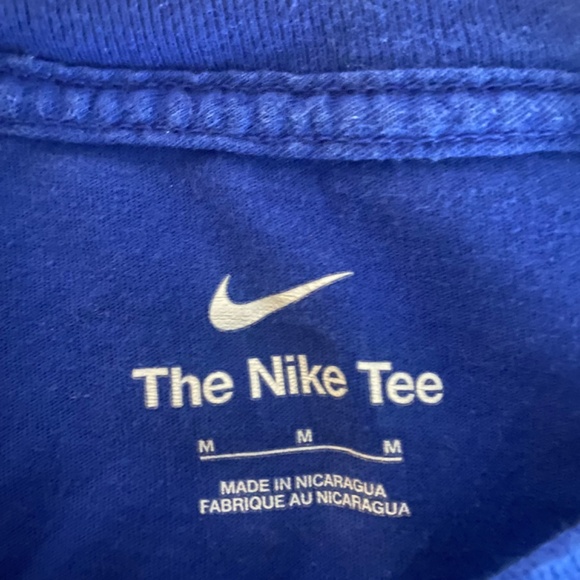 The Nike Tee
M M M
MADE IN NICARAGUA
FABRIQUE AU NICARAGUA